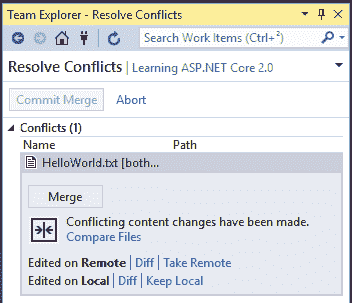 Team Explorer - Resolve Conflicts
Search Work Items (Ctrl+²)
Resolve Conflicts | Learning ASP.NET Core 2.0
Commit Merge Abort
Conflicts (1)
Name Path
HelloWorld.txt [both...
Merge
Conflicting content changes have been made.
Compare Files
Edited on Remote | Diff | Take Remote
Edited on Local | Diff | Keep Local